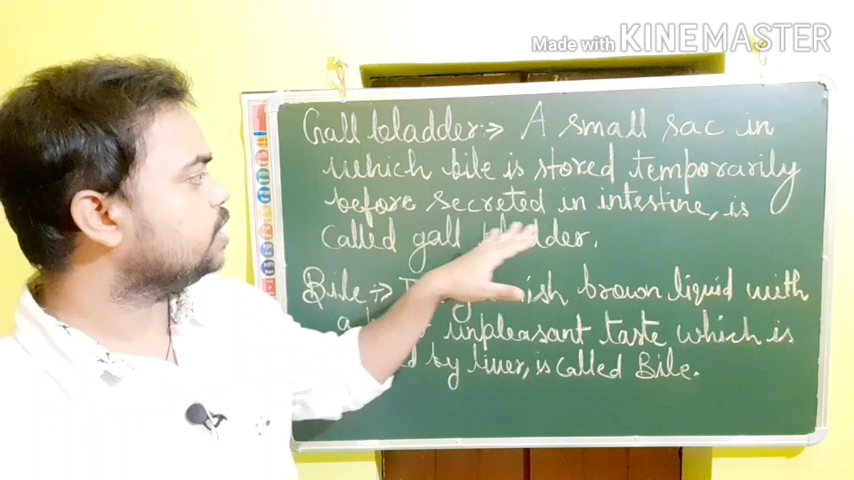 Made with KINEMASTER
Gall bladder:→ A small sac in
which bile is stored temporarily
before secreted in intestine, is
called gall bladder.
Bile→ ish brown liquid with
unpleasant taste which is
by liver, is called Bile.